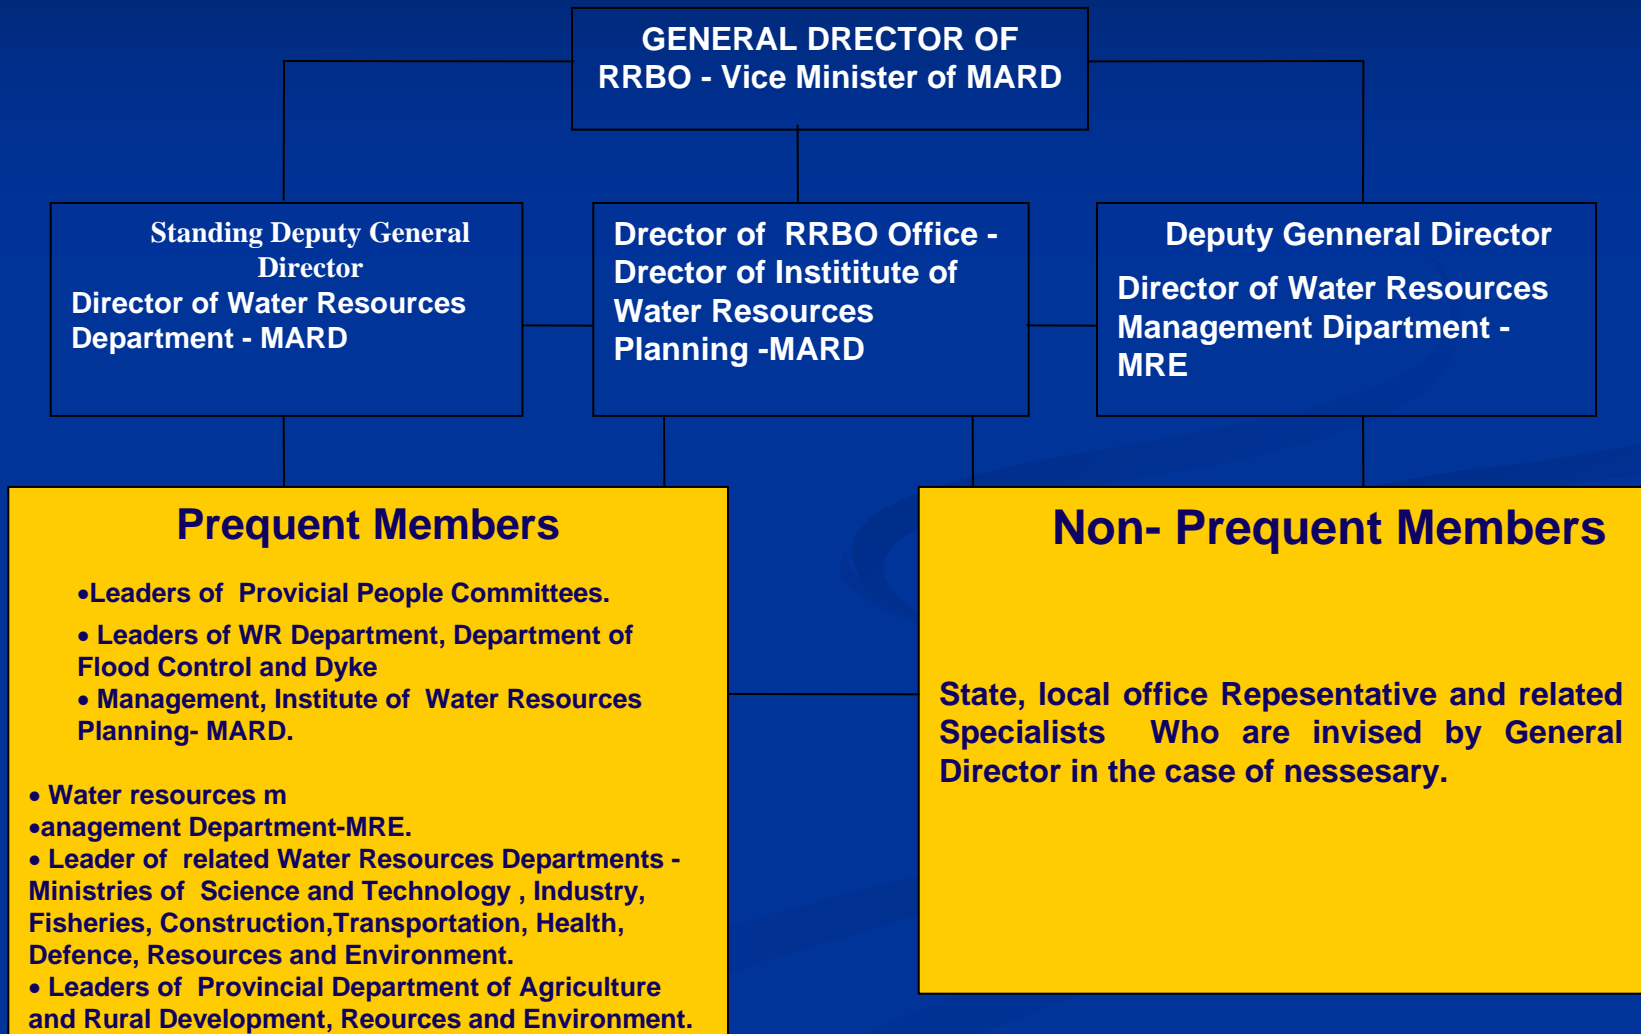 GENERAL DRECTOR OF
RRBO - Vice Minister of MARD
Standing Deputy General
Director
Director of Water Resources
Department - MARD
Drector of RRBO Office -
Drector of Instititute of
Water Resources
Planning -MARD
Deputy Genneral Director
Director of Water Resources
Management Dipartment -
MRE
Prequent Members
•Leaders of Provicial People Committees.
• Leaders of WR Department, Department of
Flood Control and Dyke
• Management, Institute of Water Resources
Planning- MARD.
• Water resources m
•anagement Department-MRE.
• Leader of related Water Resources Departments -
Ministries of Science and Technology , Industry,
Fisheries, Construction,Transportation, Health,
Defence, Resources and Environment.
• Leaders of Provincial Department of Agriculture
and Rural Development, Reources and Environment.
Non- Prequent Members
State, local office Repesentative and related
Specialists Who are invised by General
Director in the case of nessesary.